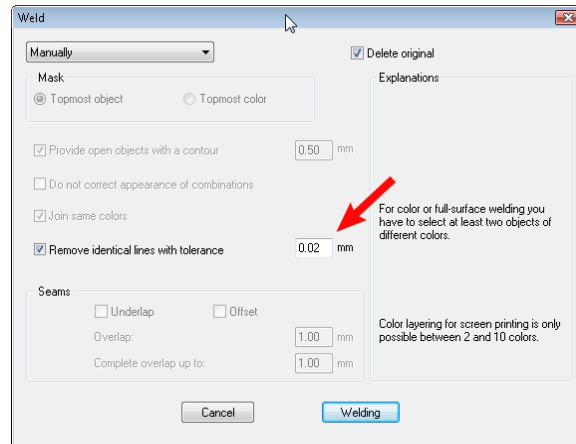 Weld
Manually
Delete original
Mask
Topmost object
Topmost color
Provide open objects with a contour
0.50 mm
Do not correct appearance of combinations
Join same colors
Remove identical lines with tolerance
0.02 mm
Seams
Underlap
Offset
Overlap:
1.00 mm
Complete overlap up to:
1.00 mm
Explanations
For color or full-surface welding you
have to select at least two objects of
different colors.
Color layering for screen printing is only
possible between 2 and 10 colors.
Cancel
Welding